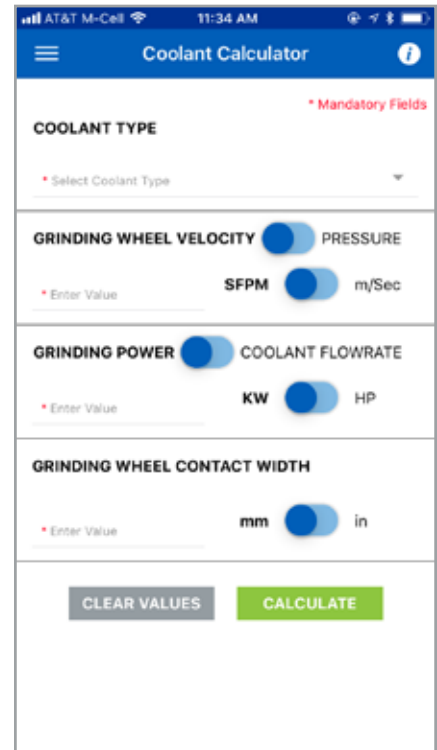 AT&T M-Cell 11:34 AM
Coolant Calculator i
* Mandatory Fields
COOLANT TYPE
* Select Coolant Type
GRINDING WHEEL VELOCITY PRESSURE
SFPM m/Sec
* Enter Value
GRINDING POWER COOLANT FLOWRATE
KW HP
* Enter Value
GRINDING WHEEL CONTACT WIDTH
mm in
* Enter Value
CLEAR VALUES CALCULATE